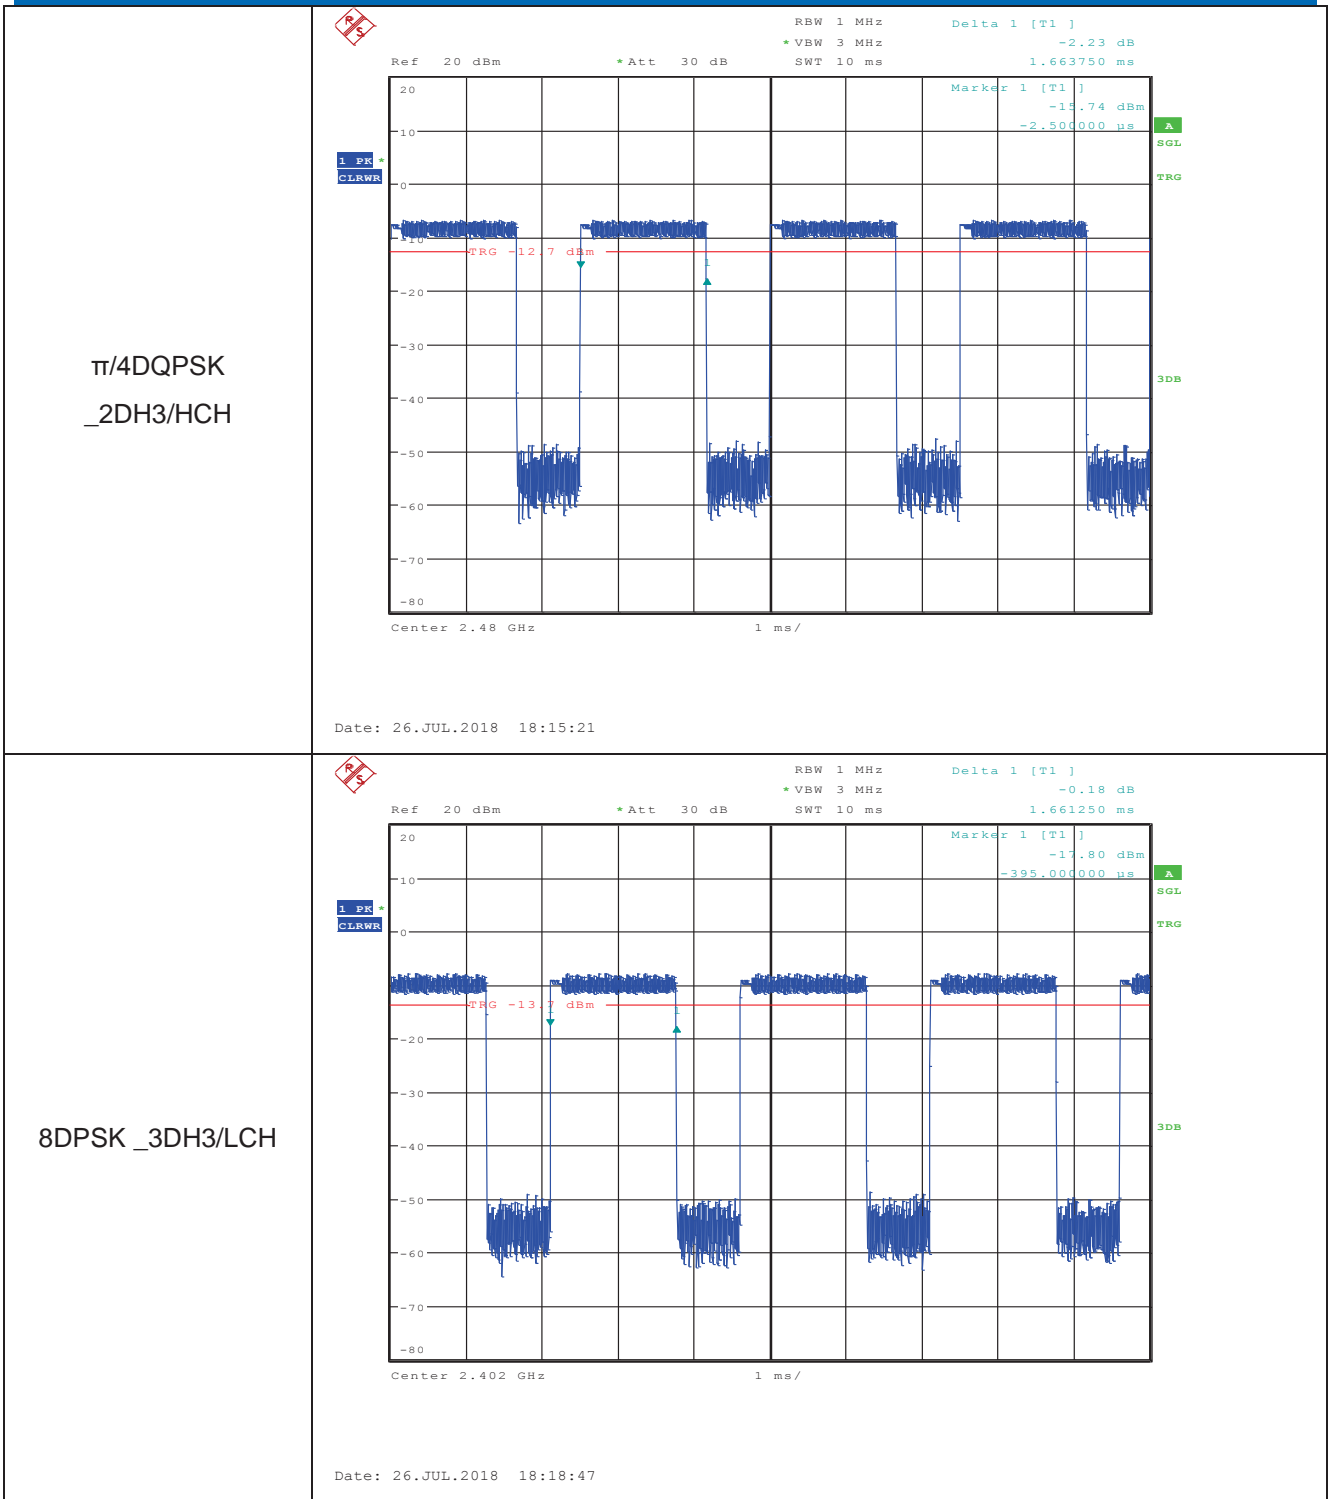 π/4DQPSK
_2DH3/HCH
R S
RBW 1 MHz Delta 1 [T1 ]
*VBW 3 MHz -2.23 dB
Ref 20 dBm *Att 30 dB SWT 10 ms 1.663750 ms
20 Marker 1 [T1 ]
-15.74 dBm
10 -2.500000 µs A
SGL
1 PK *
CLRWR 0 TRG
-10
TRG -12.7 dBm
1
-20
-30
3DB
-40
-50
-60
-70
-80
Center 2.48 GHz 1 ms/
Date: 26.JUL.2018 18:15:21
8DPSK _3DH3/LCH
R S
RBW 1 MHz Delta 1 [T1 ]
*VBW 3 MHz -0.18 dB
Ref 20 dBm *Att 30 dB SWT 10 ms 1.661250 ms
20 Marker 1 [T1 ]
-17.80 dBm
10 -395.000000 µs A
SGL
1 PK *
CLRWR 0 TRG
TRG -13.7 dBm
1 1
-20
-30
3DB
-40
-50
-60
-70
-80
Center 2.402 GHz 1 ms/
Date: 26.JUL.2018 18:18:47